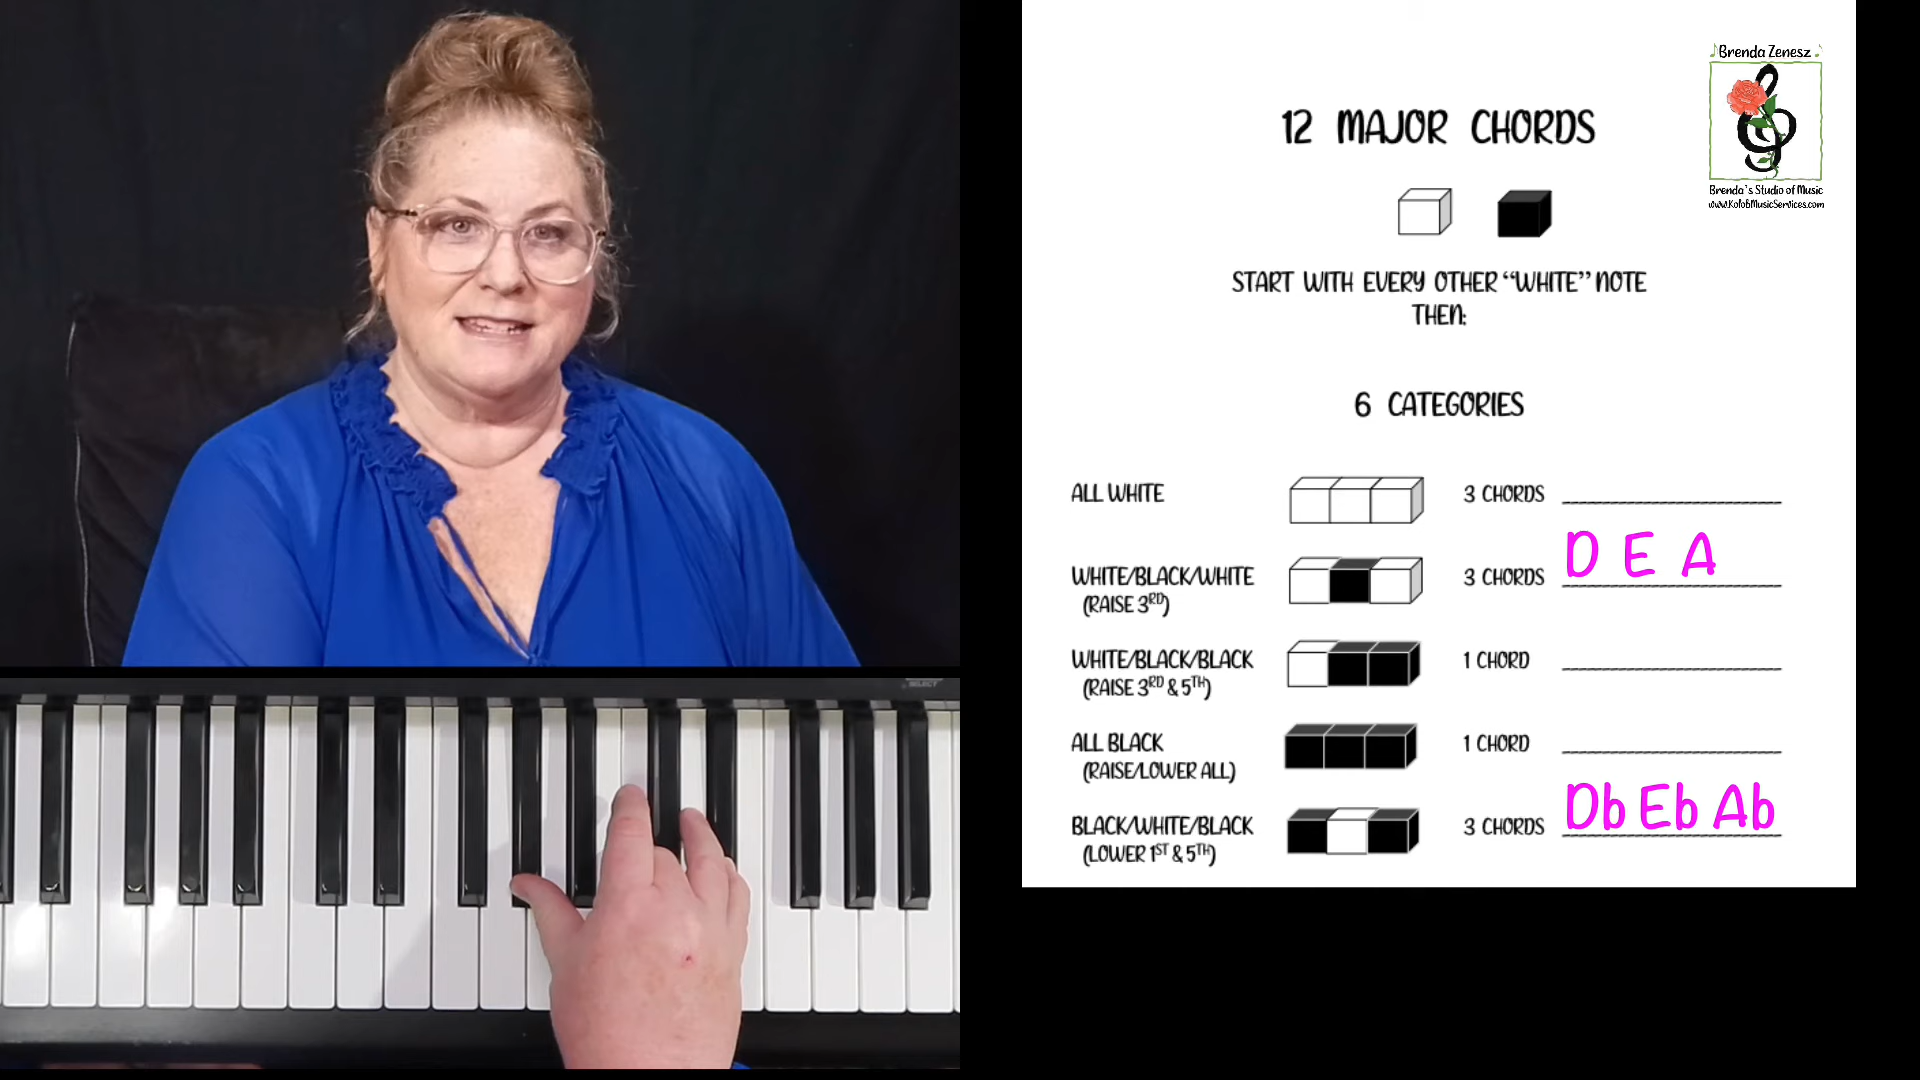 ♪Brenda Zenesz♪
Brenda's Studio of Music
www.KolobMusicServices.com
12 MAJOR CHORDS
START WITH EVERY OTHER “WHITE” NOTE
THEN:
6 CATEGORIES
ALL WHITE 3 CHORDS
WHITE/BLACK/WHITE 3 CHORDS D E A
(RAISE 3RD)
WHITE/BLACK/BLACK 1 CHORD
(RAISE 3RD & 5TH)
ALL BLACK 1 CHORD
(RAISE/LOWER ALL)
BLACK/WHITE/BLACK 3 CHORDS Db Eb Ab
(LOWER 1ST & 5TH)
SELECT